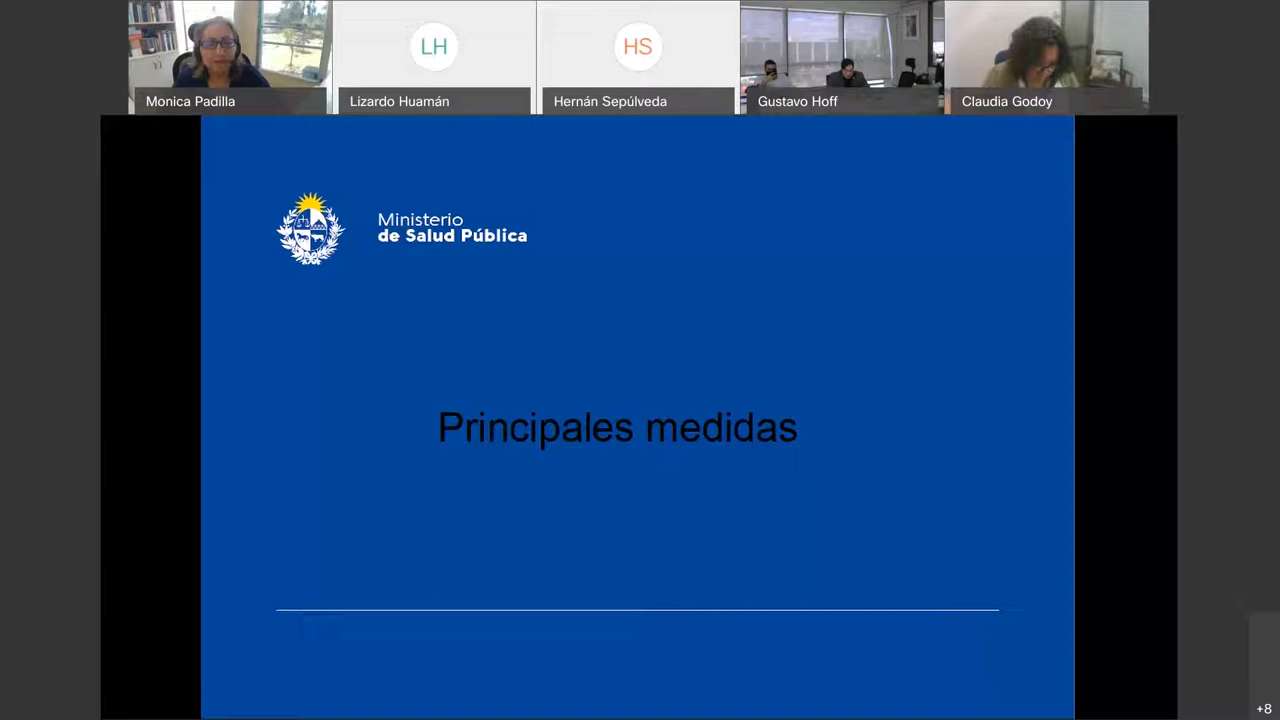 LH
HS
Monica Padilla
Lizardo Huamán
Hernán Sepúlveda
Gustavo Hoff
Claudia Godoy
Ministerio
de Salud Pública
Principales medidas
+8